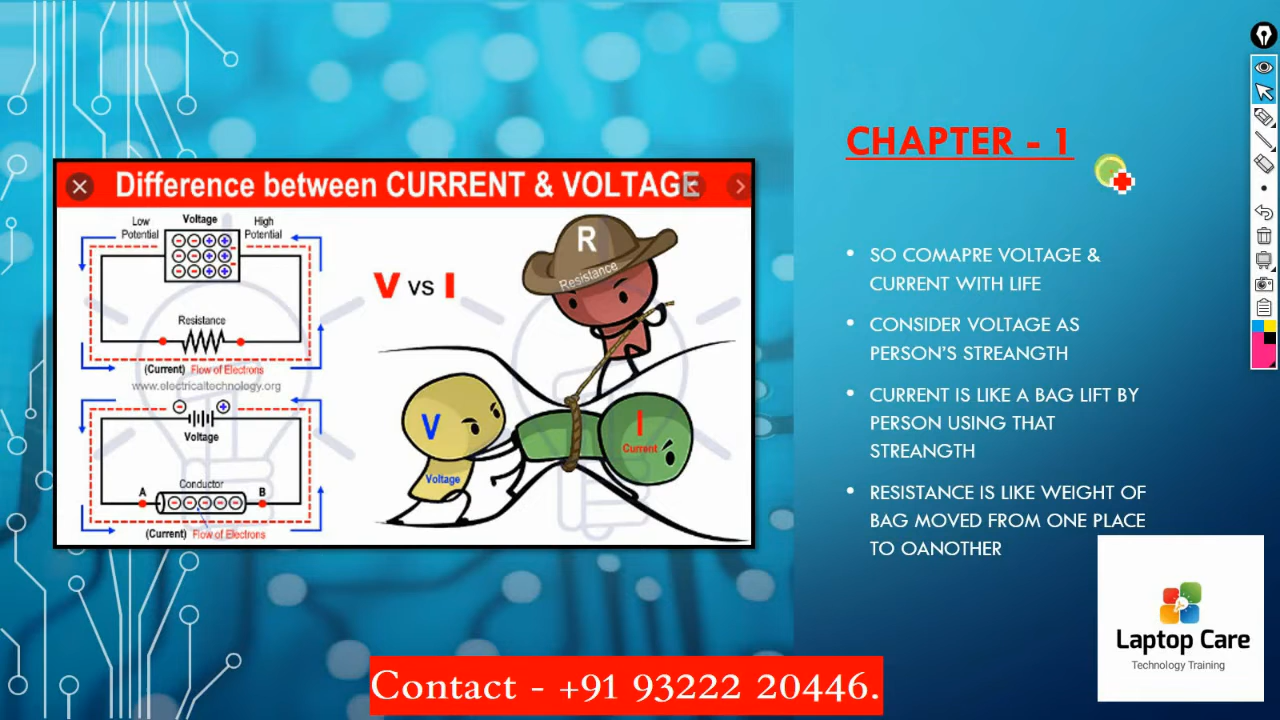 CHAPTER - 1
Difference between CURRENT & VOLTAGE
Low Potential
Voltage
High Potential
Resistance
(Current) Flow of Electrons
www.electricaltechnology.org
Voltage
Conductor
A
B
(Current) Flow of Electrons
V vs I
R
Resistance
V
Voltage
I
Current
SO COMAPRE VOLTAGE &
CURRENT WITH LIFE
CONSIDER VOLTAGE AS
PERSON'S STREANGTH
CURRENT IS LIKE A BAG LIFT BY
PERSON USING THAT
STREANGTH
RESISTANCE IS LIKE WEIGHT OF
BAG MOVED FROM ONE PLACE
TO OANOTHER
Laptop Care
Technology Training
Contact - +91 93222 20446.